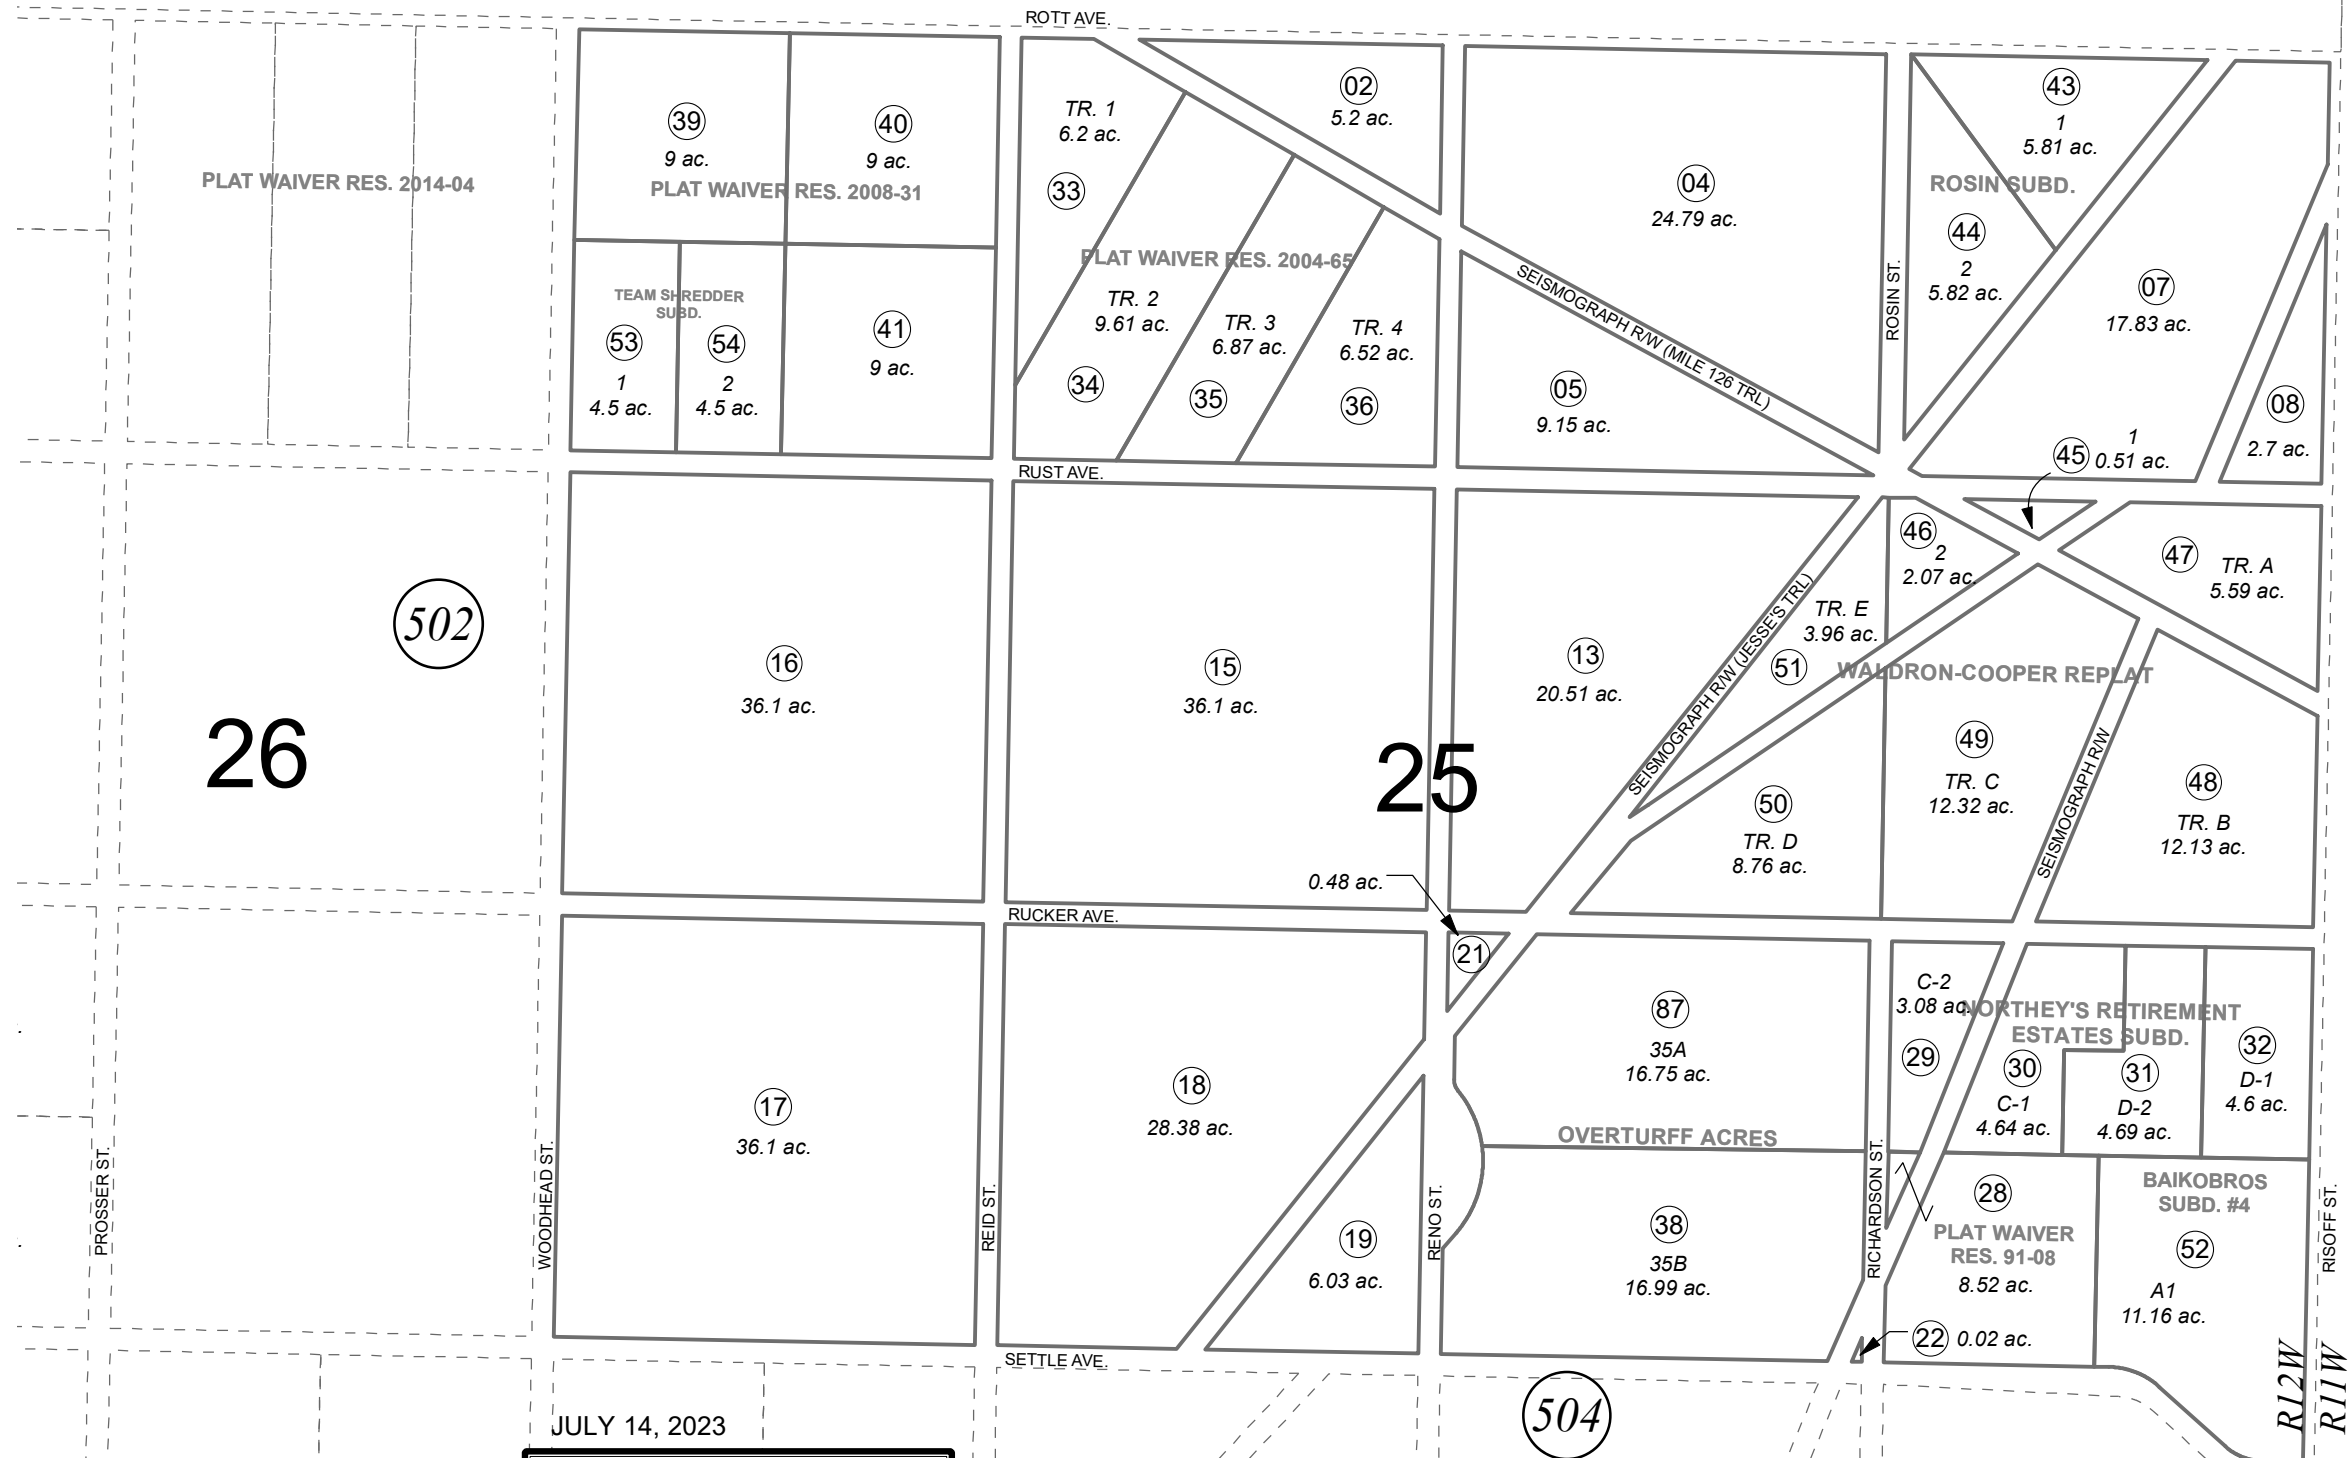 ROTT AVE.
39
9 ac.
40
9 ac.
PLAT WAIVER RES. 2014-04
PLAT WAIVER RES. 2008-31
TEAM SHREDDER
SUBD.
53
1
4.5 ac.
54
2
4.5 ac.
41
9 ac.
TR. 1
6.2 ac.
33
02
5.2 ac.
PLAT WAIVER RES. 2004-65
TR. 2
9.61 ac.
34
TR. 3
6.87 ac.
35
TR. 4
6.52 ac.
36
04
24.79 ac.
SEISMOGRAPH R/W (MILE 126 TRL)
05
9.15 ac.
ROSIN ST.
43
1
5.81 ac.
ROSIN SUBD.
44
2
5.82 ac.
07
17.83 ac.
08
2.7 ac.
45
1
0.51 ac.
RUST AVE.
502
26
16
36.1 ac.
15
36.1 ac.
25
13
20.51 ac.
SEISMOGRAPH R/W (JESSE'S TRL)
46
2
2.07 ac.
TR. E
3.96 ac.
51
47
TR. A
5.59 ac.
WALDRON-COOPER REPLAT
49
TR. C
12.32 ac.
SEISMOGRAPH R/W
48
TR. B
12.13 ac.
50
TR. D
8.76 ac.
0.48 ac.
21
RUCKER AVE.
17
36.1 ac.
18
28.38 ac.
19
6.03 ac.
87
35A
16.75 ac.
OVERTURFF ACRES
38
35B
16.99 ac.
C-2
3.08 ac.
29
NORTHEY'S RETIREMENT
ESTATES SUBD.
30
C-1
4.64 ac.
31
D-2
4.69 ac.
32
D-1
4.6 ac.
28
PLAT WAIVER
RES. 91-08
8.52 ac.
BAIKOBROS
SUBD. #4
52
A1
11.16 ac.
22
0.02 ac.
PROSSER ST.
WOODHEAD ST.
REID ST.
RENO ST.
RICHARDSON ST.
RISOFF ST.
SETTLE AVE.
504
R12W
R11W
JULY 14, 2023